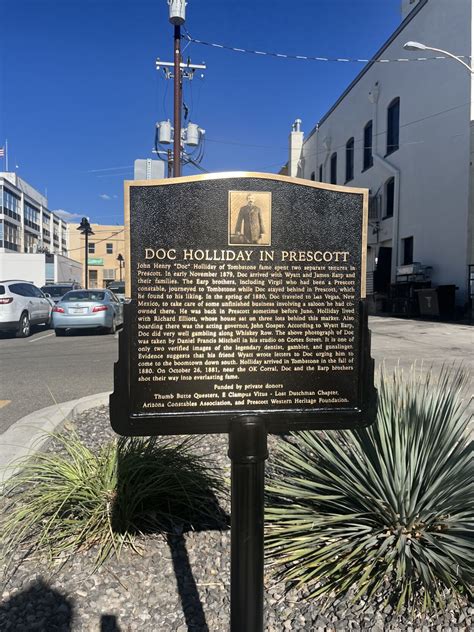 DOC HOLLIDAY IN PRESCOTT
John Henry "Doc" Holliday of Tombstone fame spent two separate tenures in
Prescott. In early November 1879, Doc arrived with Wyatt and James Earp and
their families. The Earp brothers, including Virgil who had been a Prescott
constable, journeyed to Tombstone while Doc stayed behind in Prescott, which
he found to his liking. In the spring of 1880, Doc traveled to Las Vegas, New
Mexico, to take care of some unfinished business involving a saloon he had co-
owned there. He was back in Prescott sometime before June. Holliday lived
with Richard Elliott, whose house sat on three lots behind this marker. Also
boarding there was the acting governor, John Gosper. According to Wyatt Earp,
Doc did very well gambling along Whiskey Row. The above photograph of Doc
was taken by Daniel Francis Mitchell in his studio on Cortez Street. It is one of
only two verified images of the legendary dentist, gambler, and gunslinger.
Evidence suggests that his friend Wyatt wrote letters to Doc urging him to
come to the boomtown down south. Holliday arrived in Tombstone in the fall of
1880. On October 26, 1881, near the OK Corral, Doc and the Earp brothers
shot their way into everlasting fame.
Funded by private donors
Thumb Butte Questers, E Clampus Vitus - Lost Dutchman Chapter,
Arizona Constables Association, and Prescott Western Heritage Foundation.